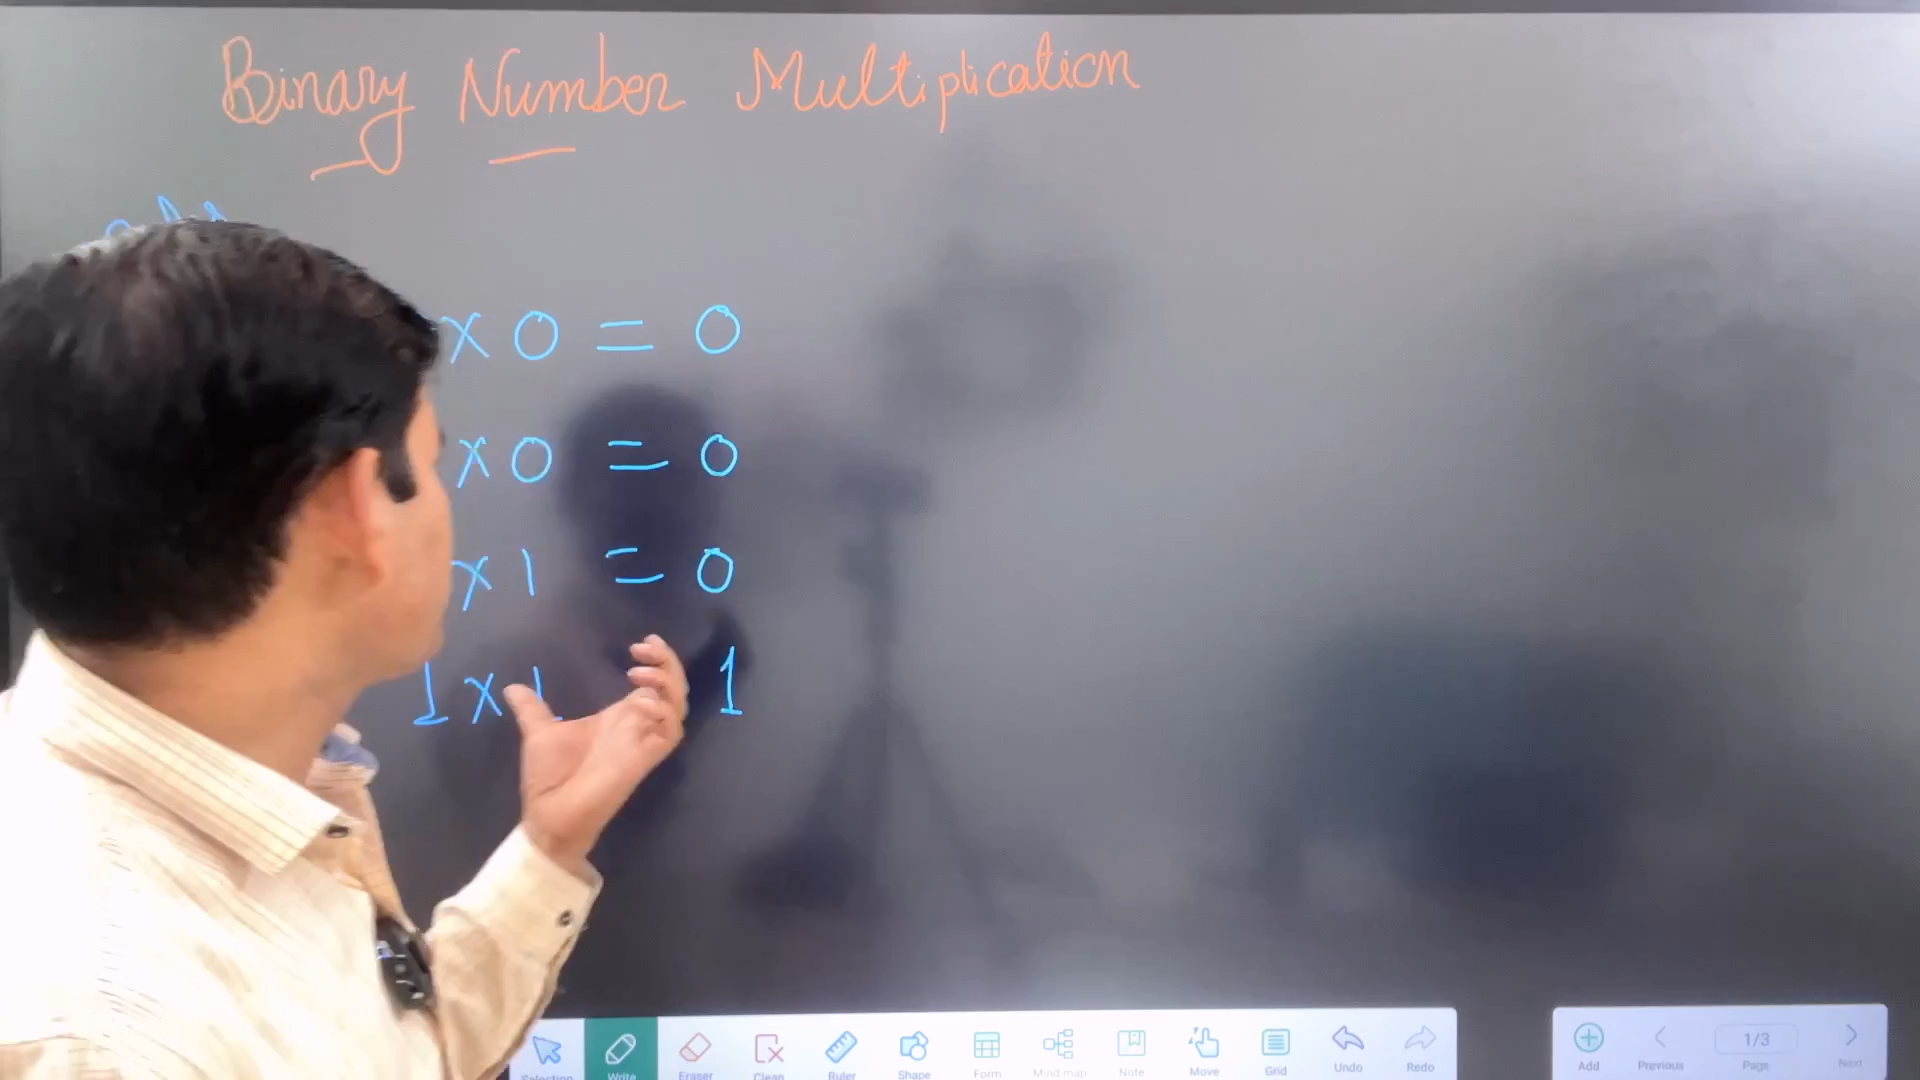 Binary Number Multiplication
x 0 = 0
x 0 = 0
x 1 = 0
1 x 1 1
Selection Write Eraser Clean Ruler Shape Form Mind map Note Move Grid Undo Redo Add Previous 1/3 Page Next